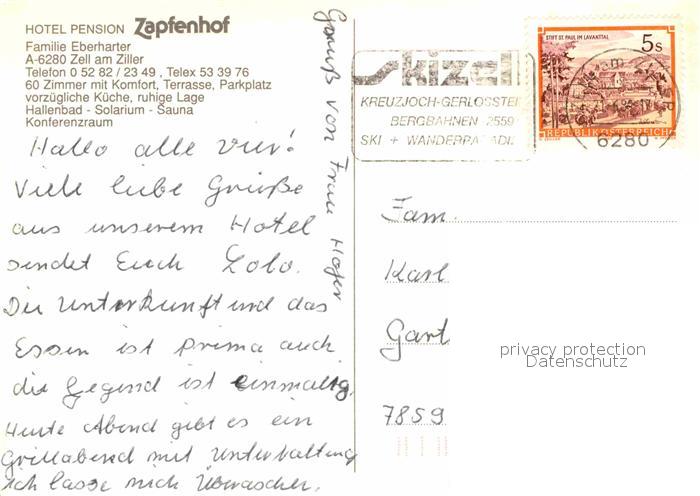 HOTEL PENSION Zapfenhof
Familie Eberharter
A-6280 Zell am Ziller
Telefon 0 52 82 / 23 49 , Telex 53 39 76
60 Zimmer mit Komfort, Terrasse, Parkplatz
vorzügliche Küche, ruhige Lage
Hallenbad - Solarium - Sauna
Konferenzraum
Hallo alle vier!
Viele liebe Grüße
aus unserem Hotel
sendet Euch Lolo.
Die Unterkunft und das
Essen ist prima auch
die Gegend ist einmalig.
Heute Abend gibt es ein
Grillabend mit Unterhaltung
ich lasse mich überraschen.
Gruß von Frau Hofer
skizell
KREUZJOCH-GERLOSSTEIN
BERGBAHNEN 2559
SKI + WANDERPARADIES
STIFT ST. PAUL IM LAVANTTAL
5s
REPUBLIK ÖSTERREICH
6280
Fam.
Karl
Gart
7859
privacy protection
Datenschutz